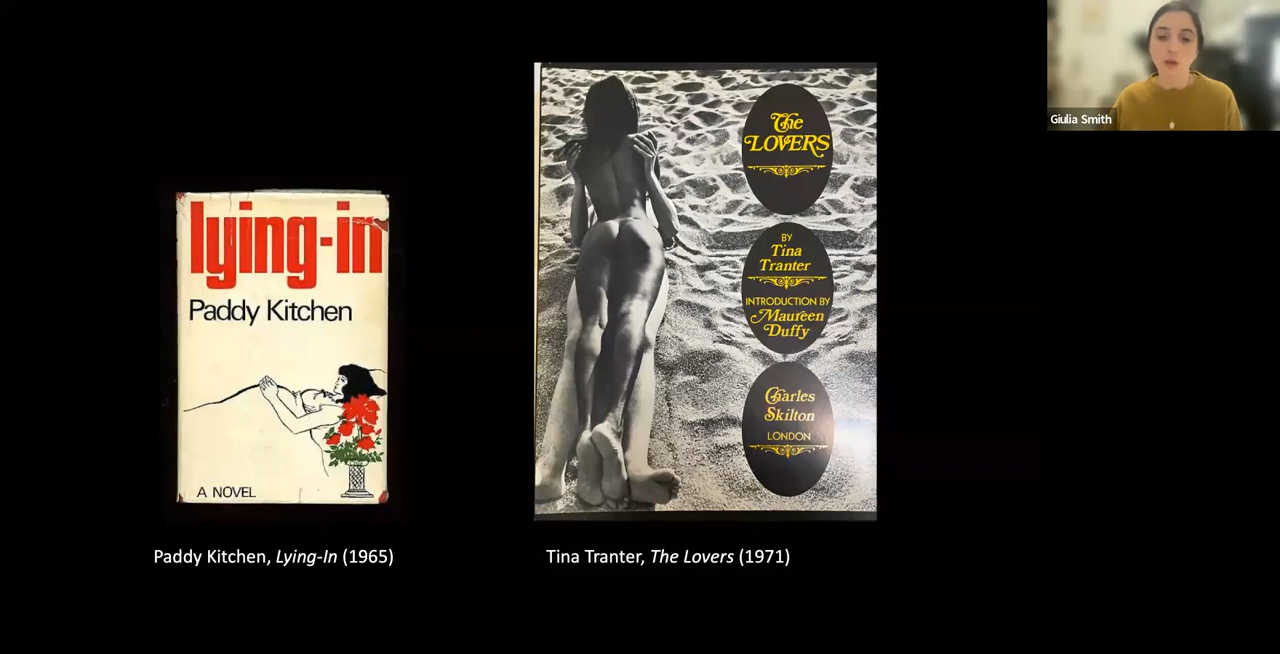 lying-in
Paddy Kitchen
A NOVEL
Paddy Kitchen, Lying-In (1965)
The
LOVERS
BY
Tina
Tranter
INTRODUCTION BY
Maureen
Duffy
Charles
Skilton
LONDON
Tina Tranter, The Lovers (1971)
Giulia Smith